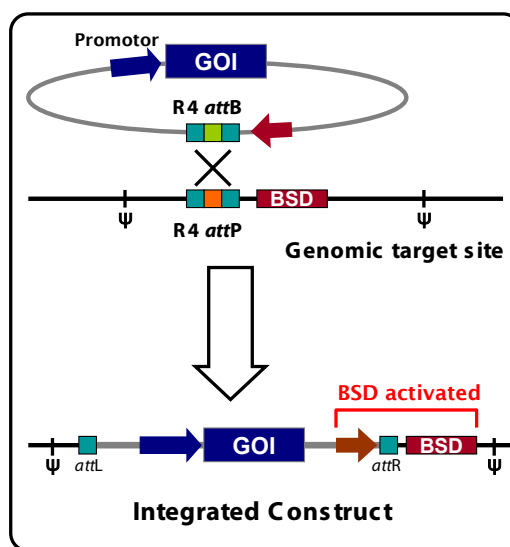 Promotor
GOI
R4 attB
BSD
Ψ
Ψ
R4 attP
Genomic target site
BSD activated
GOI
BSD
Ψ
attL
attR
Ψ
Integrated Construct